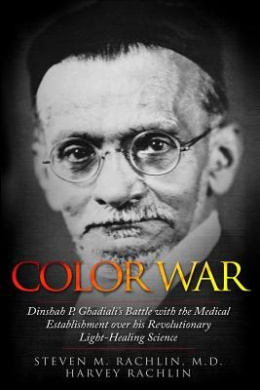 COLOR WAR
Dinshah P. Ghadiali's Battle with the Medical
Establishment over his Revolutionary
Light-Healing Science
STEVEN M. RACHLIN, M.D.
HARVEY RACHLIN